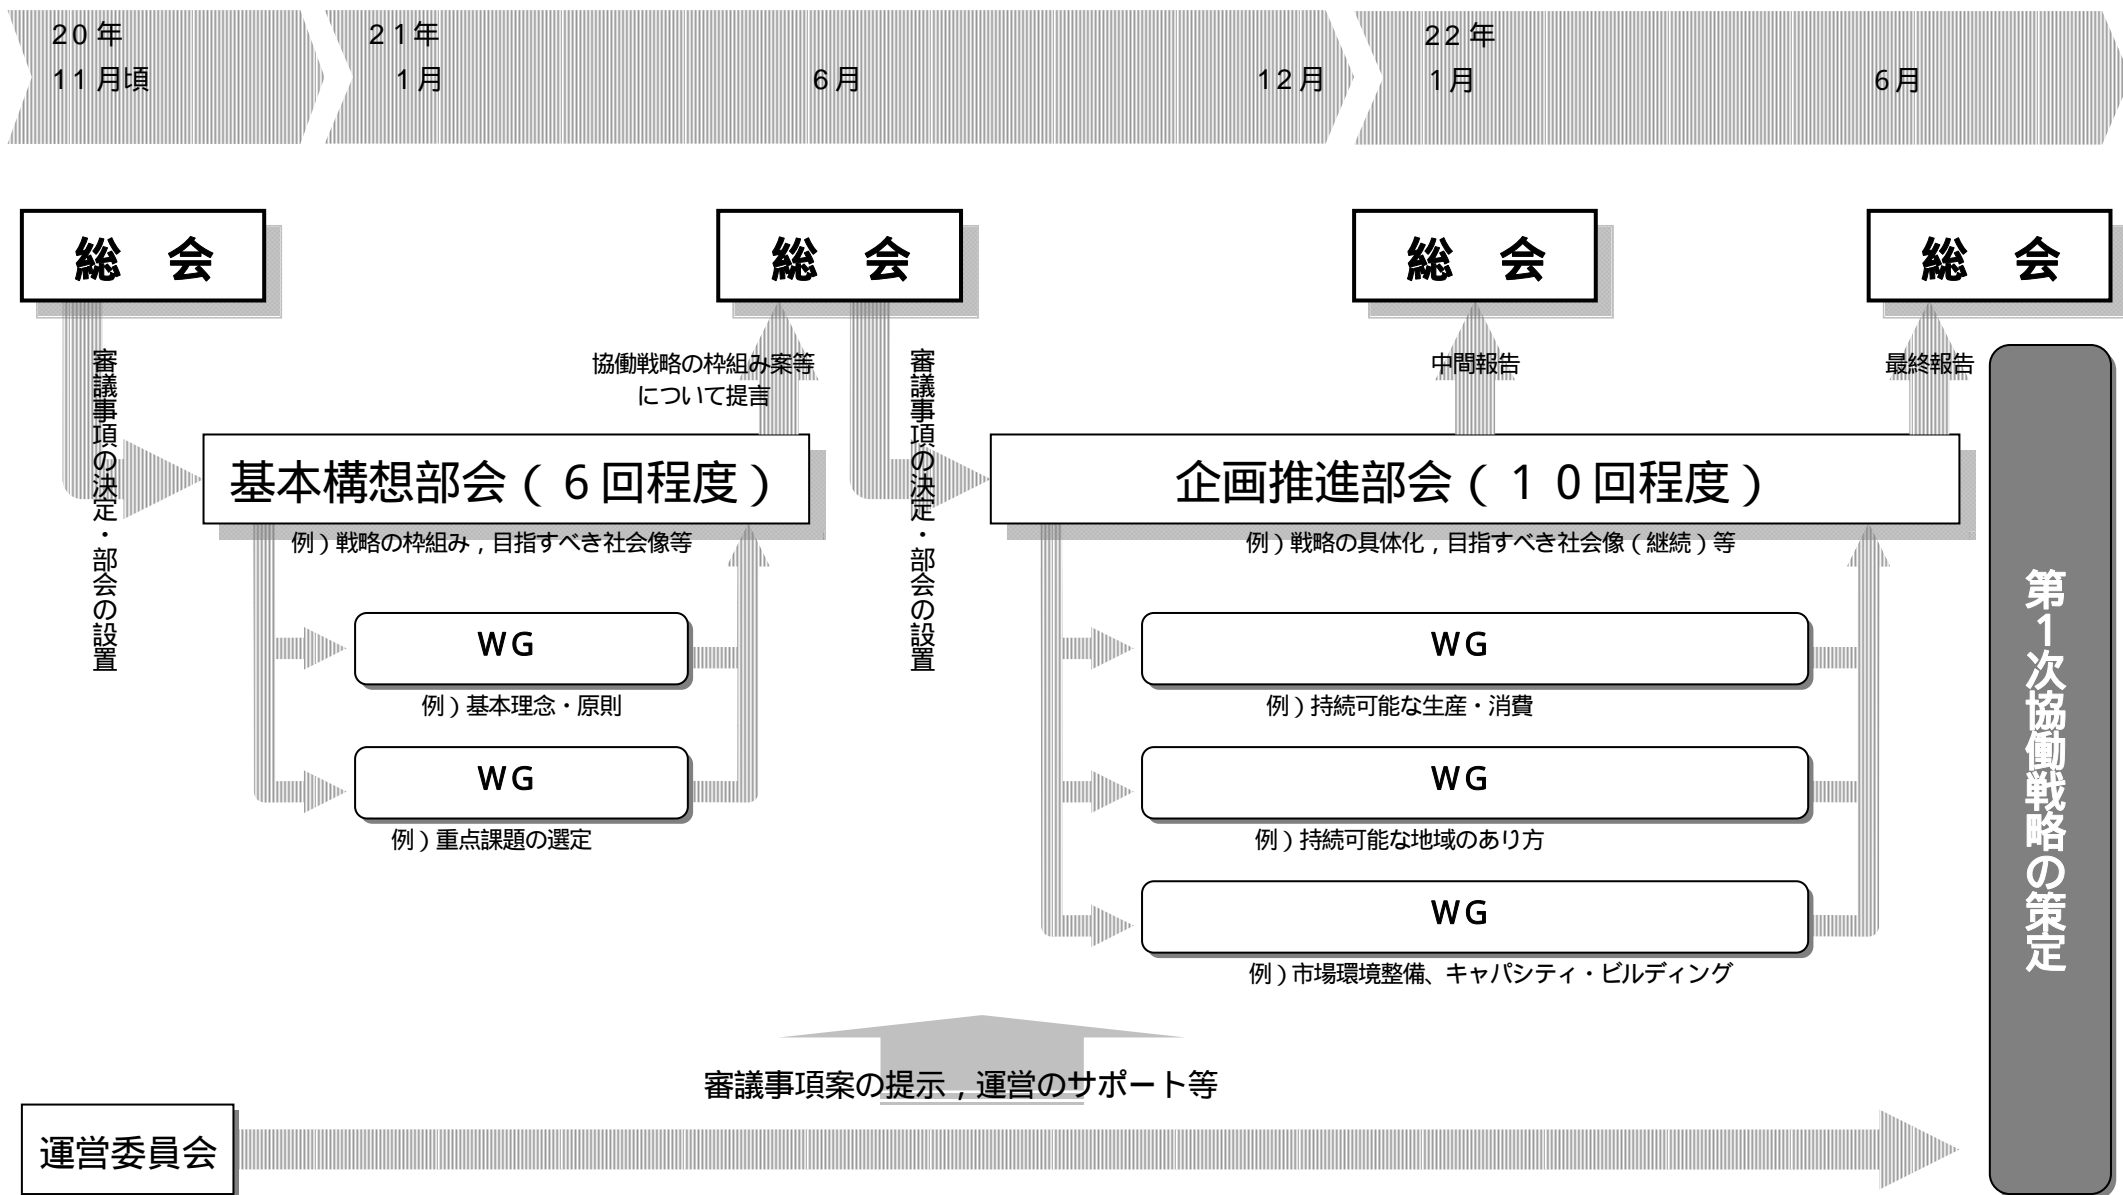 20年
11月頃
21年
1月
6月
12月
22年
1月
6月
総　会
総　会
総　会
総　会
審議事項の決定・部会の設置
協働戦略の枠組み案等
について提言
審議事項の決定・部会の設置
中間報告
最終報告
基本構想部会（６回程度）
例）戦略の枠組み，目指すべき社会像等
企画推進部会（１０回程度）
例）戦略の具体化，目指すべき社会像（継続）等
WG
例）基本理念・原則
WG
例）重点課題の選定
WG
例）持続可能な生産・消費
WG
例）持続可能な地域のあり方
WG
例）市場環境整備、キャパシティ・ビルディング
第１次協働戦略の策定
審議事項案の提示，運営のサポート等
運営委員会